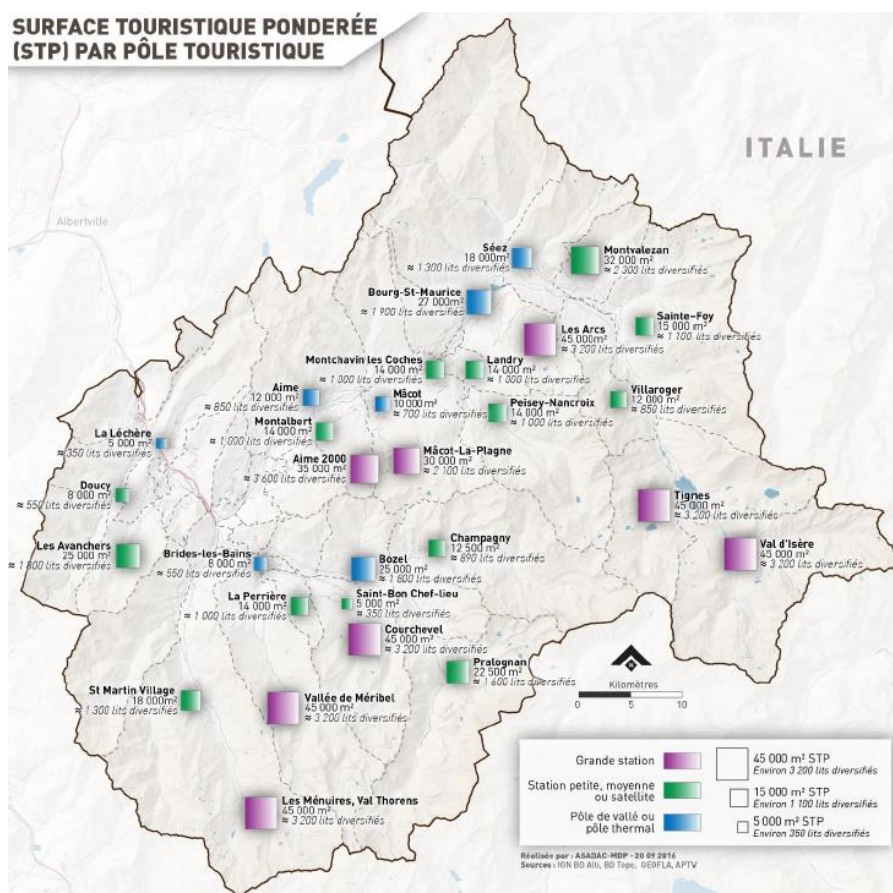 SURFACE TOURISTIQUE PONDERÉE
(STP) PAR PÔLE TOURISTIQUE
ITALIE
Albertville
Séez
18 000m²
≈ 1 300 lits diversifiés
Montvalezan
32 000 m²
≈ 2 300 lits diversifiés
Bourg-St-Maurice
27 000m²
≈ 1 900 lits diversifiés
Les Arcs
45 000m²
≈ 3 200 lits diversifiés
Sainte-Foy
15 000 m²
≈ 1 100 lits diversifiés
Montchavin les Coches
14 000 m²
≈ 1 000 lits diversifiés
Landry
14 000 m²
≈ 1 000 lits diversifiés
Aime
12 000 m²
≈ 850 lits diversifiés
Mâcot
10 000 m²
≈ 700 lits diversifiés
Peisey-Nancroix
14 000 m²
≈ 1 000 lits diversifiés
Villaroger
12 000 m²
≈ 850 lits diversifiés
Montalbert
14 000 m²
≈ 1 000 lits diversifiés
La Léchère
5 000 m²
≈ 350 lits diversifiés
Aime 2000
35 000 m²
≈ 3 600 lits diversifiés
Mâcot-La-Plagne
30 000 m²
≈ 2 100 lits diversifiés
Doucy
8 000 m²
≈ 550 lits diversifiés
Tignes
45 000 m²
≈ 3 200 lits diversifiés
Les Avanchers
25 000 m²
≈ 1 800 lits diversifiés
Brides-les-Bains
8 000 m²
≈ 550 lits diversifiés
Bozel
25 000 m²
≈ 1 800 lits diversifiés
Champagny
12 500 m²
≈ 890 lits diversifiés
Val d'Isère
45 000 m²
≈ 3 200 lits diversifiés
La Perrière
14 000 m²
≈ 1 000 lits diversifiés
Saint-Bon Chef-lieu
5 000 m²
≈ 350 lits diversifiés
Courchevel
45 000 m²
≈ 3 200 lits diversifiés
Pralognan
22 500 m²
≈ 1 600 lits diversifiés
St Martin Village
18 000m²
≈ 1 300 lits diversifiés
Vallée de Méribel
45 000 m²
≈ 3 200 lits diversifiés
Les Ménuires, Val Thorens
45 000 m²
≈ 3 200 lits diversifiés
N
Kilomètres
0 5 10
Grande station
Station petite, moyenne
ou satellite
Pôle de vallé ou
pôle thermal
45 000 m² STP
Environ 3 200 lits diversifiés
15 000 m² STP
Environ 1 100 lits diversifiés
5 000 m² STP
Environ 350 lits diversifiés
Réalisée par : ASADAC-MDP - 20 09 2016
Sources : IGN BD Alti, BD Topo, GEOFLA, APTV